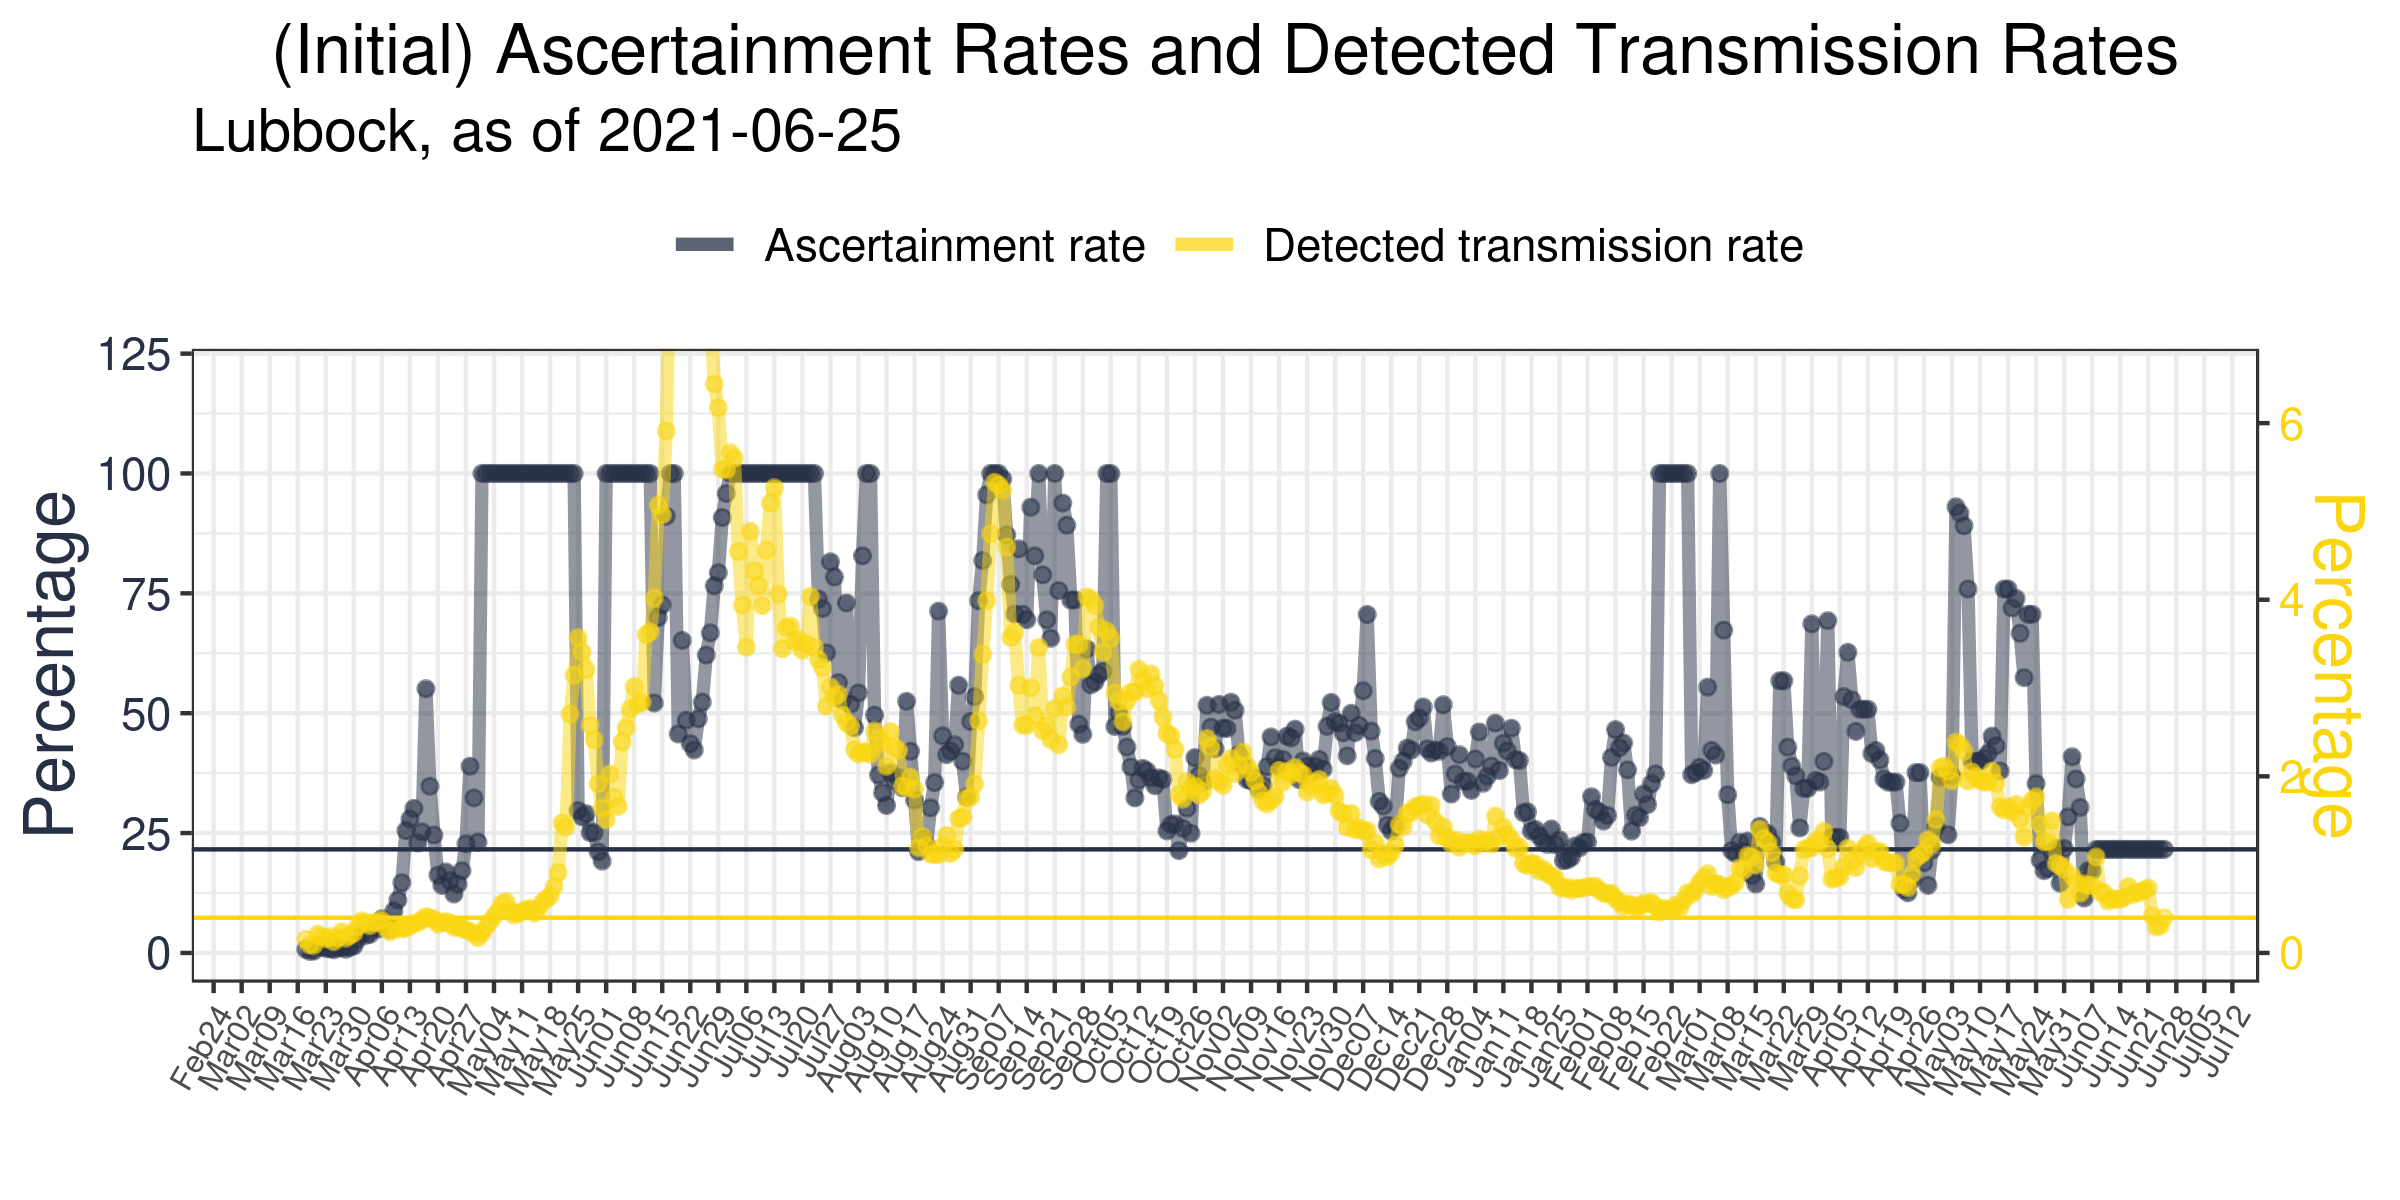 (Initial) Ascertainment Rates and Detected Transmission Rates
Lubbock, as of 2021-06-25
Ascertainment rate
Detected transmission rate
Percentage
125
100
75
50
25
0
6
4
2
0
Percentage
Feb24
Mar02
Mar09
Mar16
Mar23
Mar30
Apr06
Apr13
Apr20
Apr27
May04
May11
May18
May25
Jun01
Jun08
Jun15
Jun22
Jun29
Jul06
Jul13
Jul20
Jul27
Aug03
Aug10
Aug17
Aug24
Aug31
Sep07
Sep14
Sep21
Sep28
Oct05
Oct12
Oct19
Oct26
Nov02
Nov09
Nov16
Nov23
Nov30
Dec07
Dec14
Dec21
Dec28
Jan04
Jan11
Jan18
Jan25
Feb01
Feb08
Feb15
Feb22
Mar01
Mar08
Mar15
Mar22
Mar29
Apr05
Apr12
Apr19
Apr26
May03
May10
May17
May24
May31
Jun07
Jun14
Jun21
Jun28
Jul05
Jul12